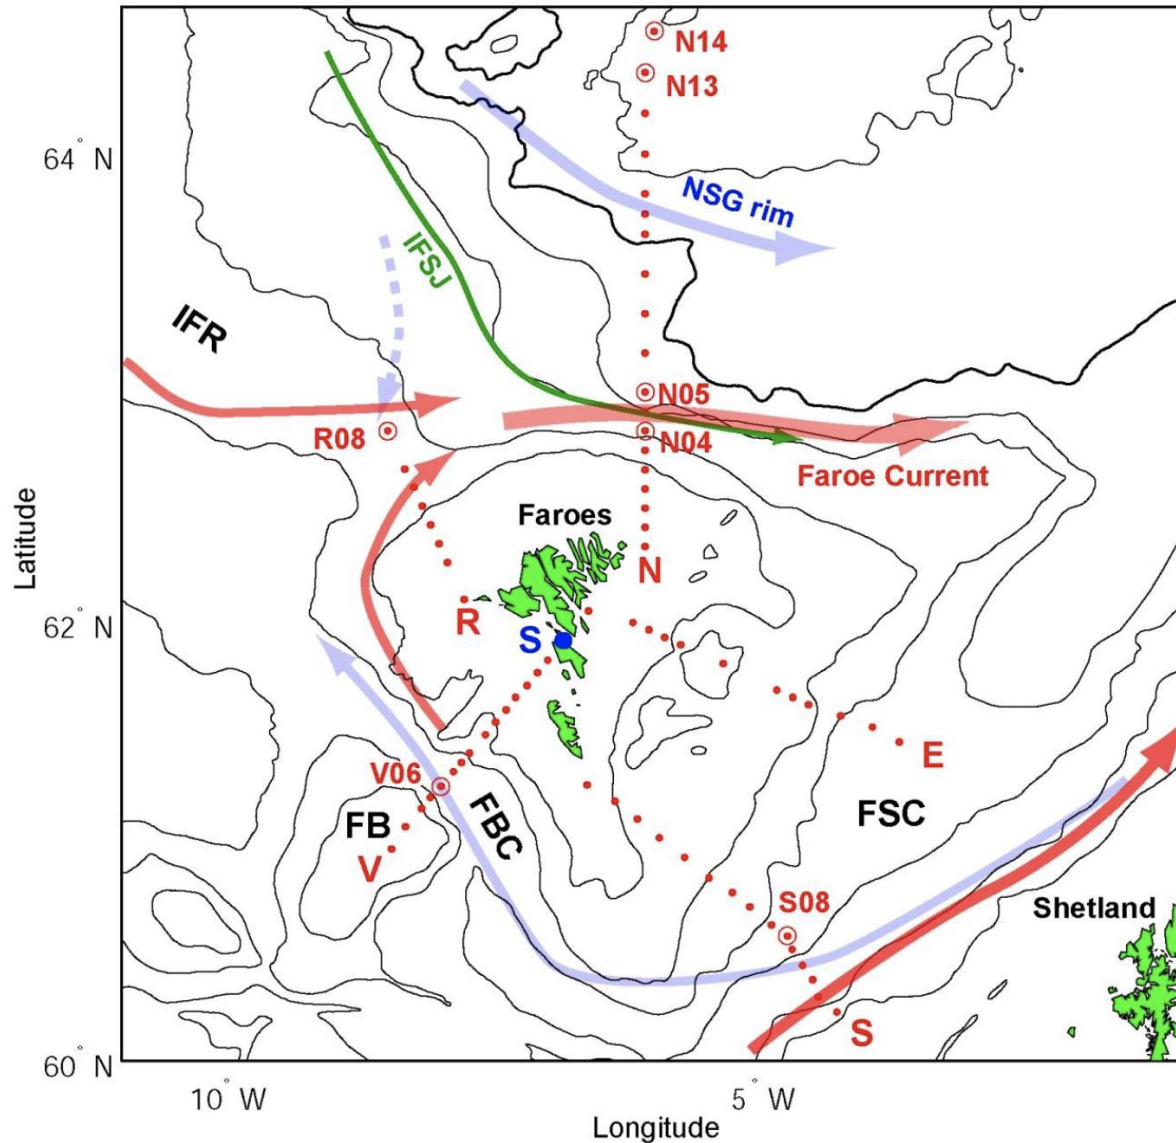 N14
N13
64° N
NSG rim
IFSJ
IFR
N05
R08
N04
Faroe Current
Faroes
N
R
62° N
S
E
V06
FB
FBC
FSC
V
S08
Shetland
S
60° N
10° W
5° W
Longitude
Latitude